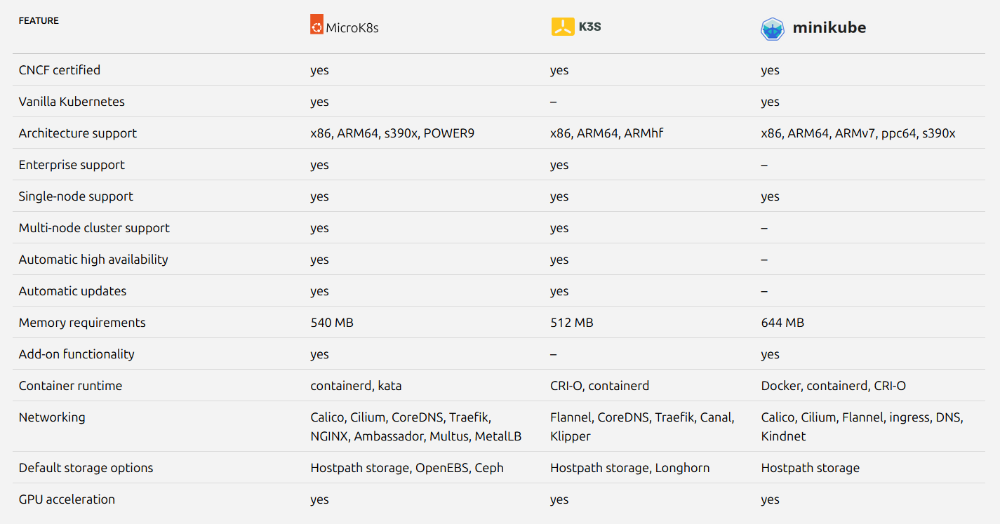 FEATURE MicroK8s K3S minikube
CNCF certified yes yes yes
Vanilla Kubernetes yes – yes
Architecture support x86, ARM64, s390x, POWER9 x86, ARM64, ARMhf x86, ARM64, ARMv7, ppc64, s390x
Enterprise support yes yes –
Single-node support yes yes yes
Multi-node cluster support yes yes –
Automatic high availability yes yes –
Automatic updates yes yes –
Memory requirements 540 MB 512 MB 644 MB
Add-on functionality yes – yes
Container runtime containerd, kata CRI-O, containerd Docker, containerd, CRI-O
Networking Calico, Cilium, CoreDNS, Traefik, Flannel, CoreDNS, Traefik, Canal, Calico, Cilium, Flannel, ingress, DNS,
NGINX, Ambassador, Multus, MetalLB Klipper Kindnet
Default storage options Hostpath storage, OpenEBS, Ceph Hostpath storage, Longhorn Hostpath storage
GPU acceleration yes yes yes